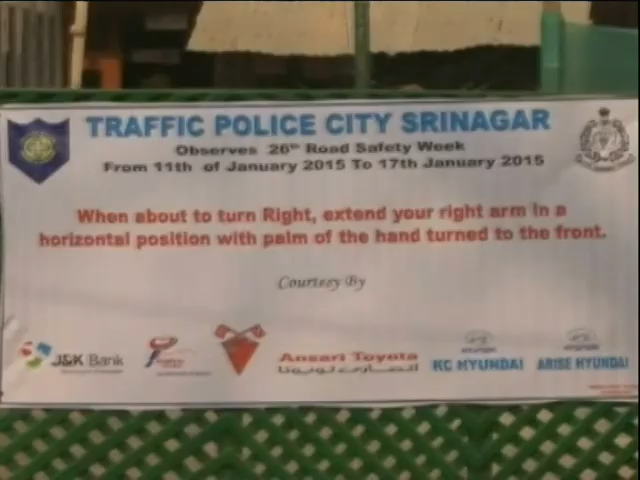 TRAFFIC POLICE CITY SRINAGAR
Observes 26th Road Safety Week
From 11th of January 2015 To 17th January 2015
When about to turn Right, extend your right arm in a
horizontal position with palm of the hand turned to the front.
Courtesy By
J&K Bank
Ansari Toyota
انصاری ٹویوٹا
KC HYUNDAI
ARISE HYUNDAI